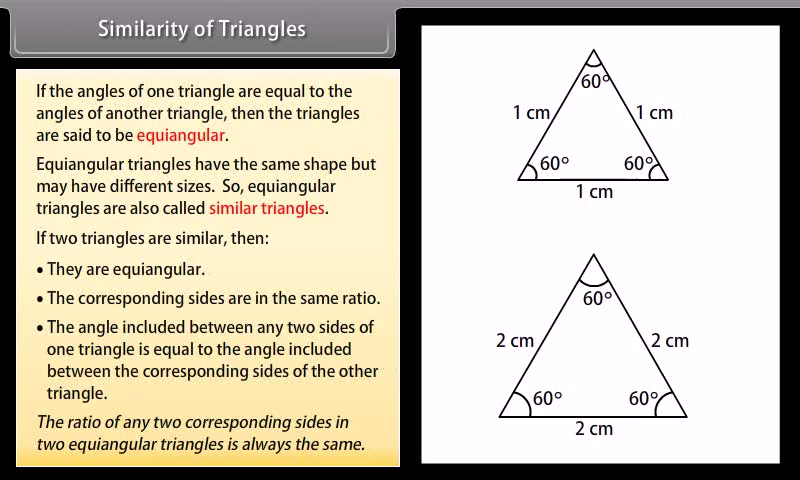 Similarity of Triangles
If the angles of one triangle are equal to the
angles of another triangle, then the triangles
are said to be equiangular.
Equiangular triangles have the same shape but
may have different sizes. So, equiangular
triangles are also called similar triangles.
If two triangles are similar, then:
• They are equiangular.
• The corresponding sides are in the same ratio.
• The angle included between any two sides of
one triangle is equal to the angle included
between the corresponding sides of the other
triangle.
The ratio of any two corresponding sides in
two equiangular triangles is always the same.
60°
1 cm 1 cm
60° 60°
1 cm
60°
2 cm 2 cm
60° 60°
2 cm